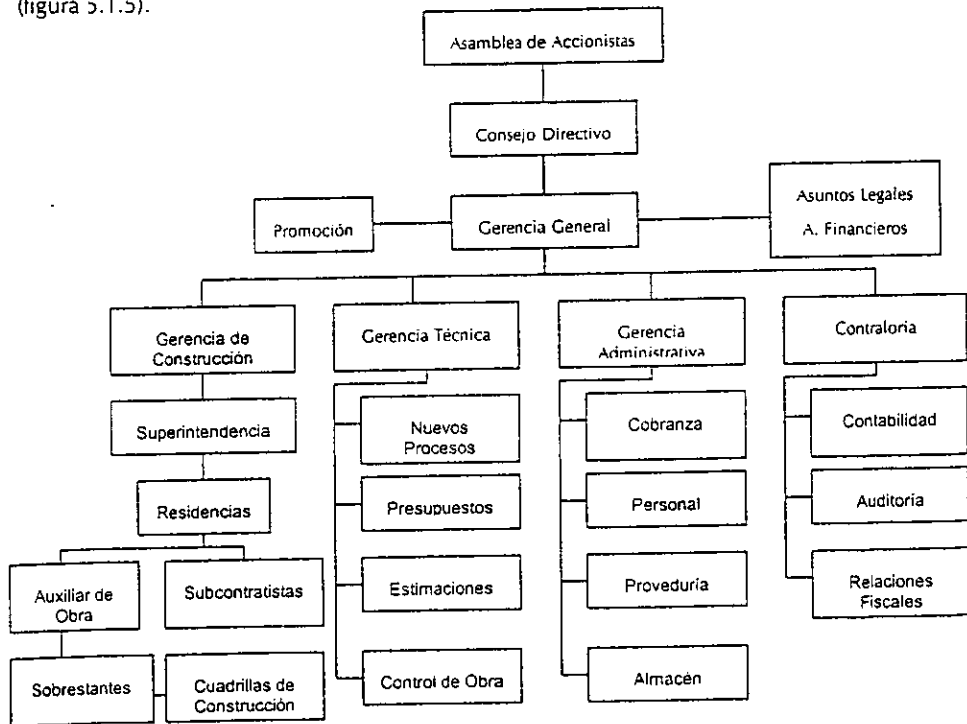 (figura 5.1.5).
Asamblea de Accionistas
Consejo Directivo
Promoción
Gerencia General
Asuntos Legales
A. Financieros
Gerencia de
Construcción
Gerencia Técnica
Gerencia
Administrativa
Contraloria
Superintendencia
Nuevos
Procesos
Cobranza
Contabilidad
Residencias
Presupuestos
Personal
Auditoría
Auxiliar de
Obra
Subcontratistas
Estimaciones
Proveduría
Relaciones
Fiscales
Sobrestantes
Cuadrillas de
Construcción
Control de Obra
Almacén